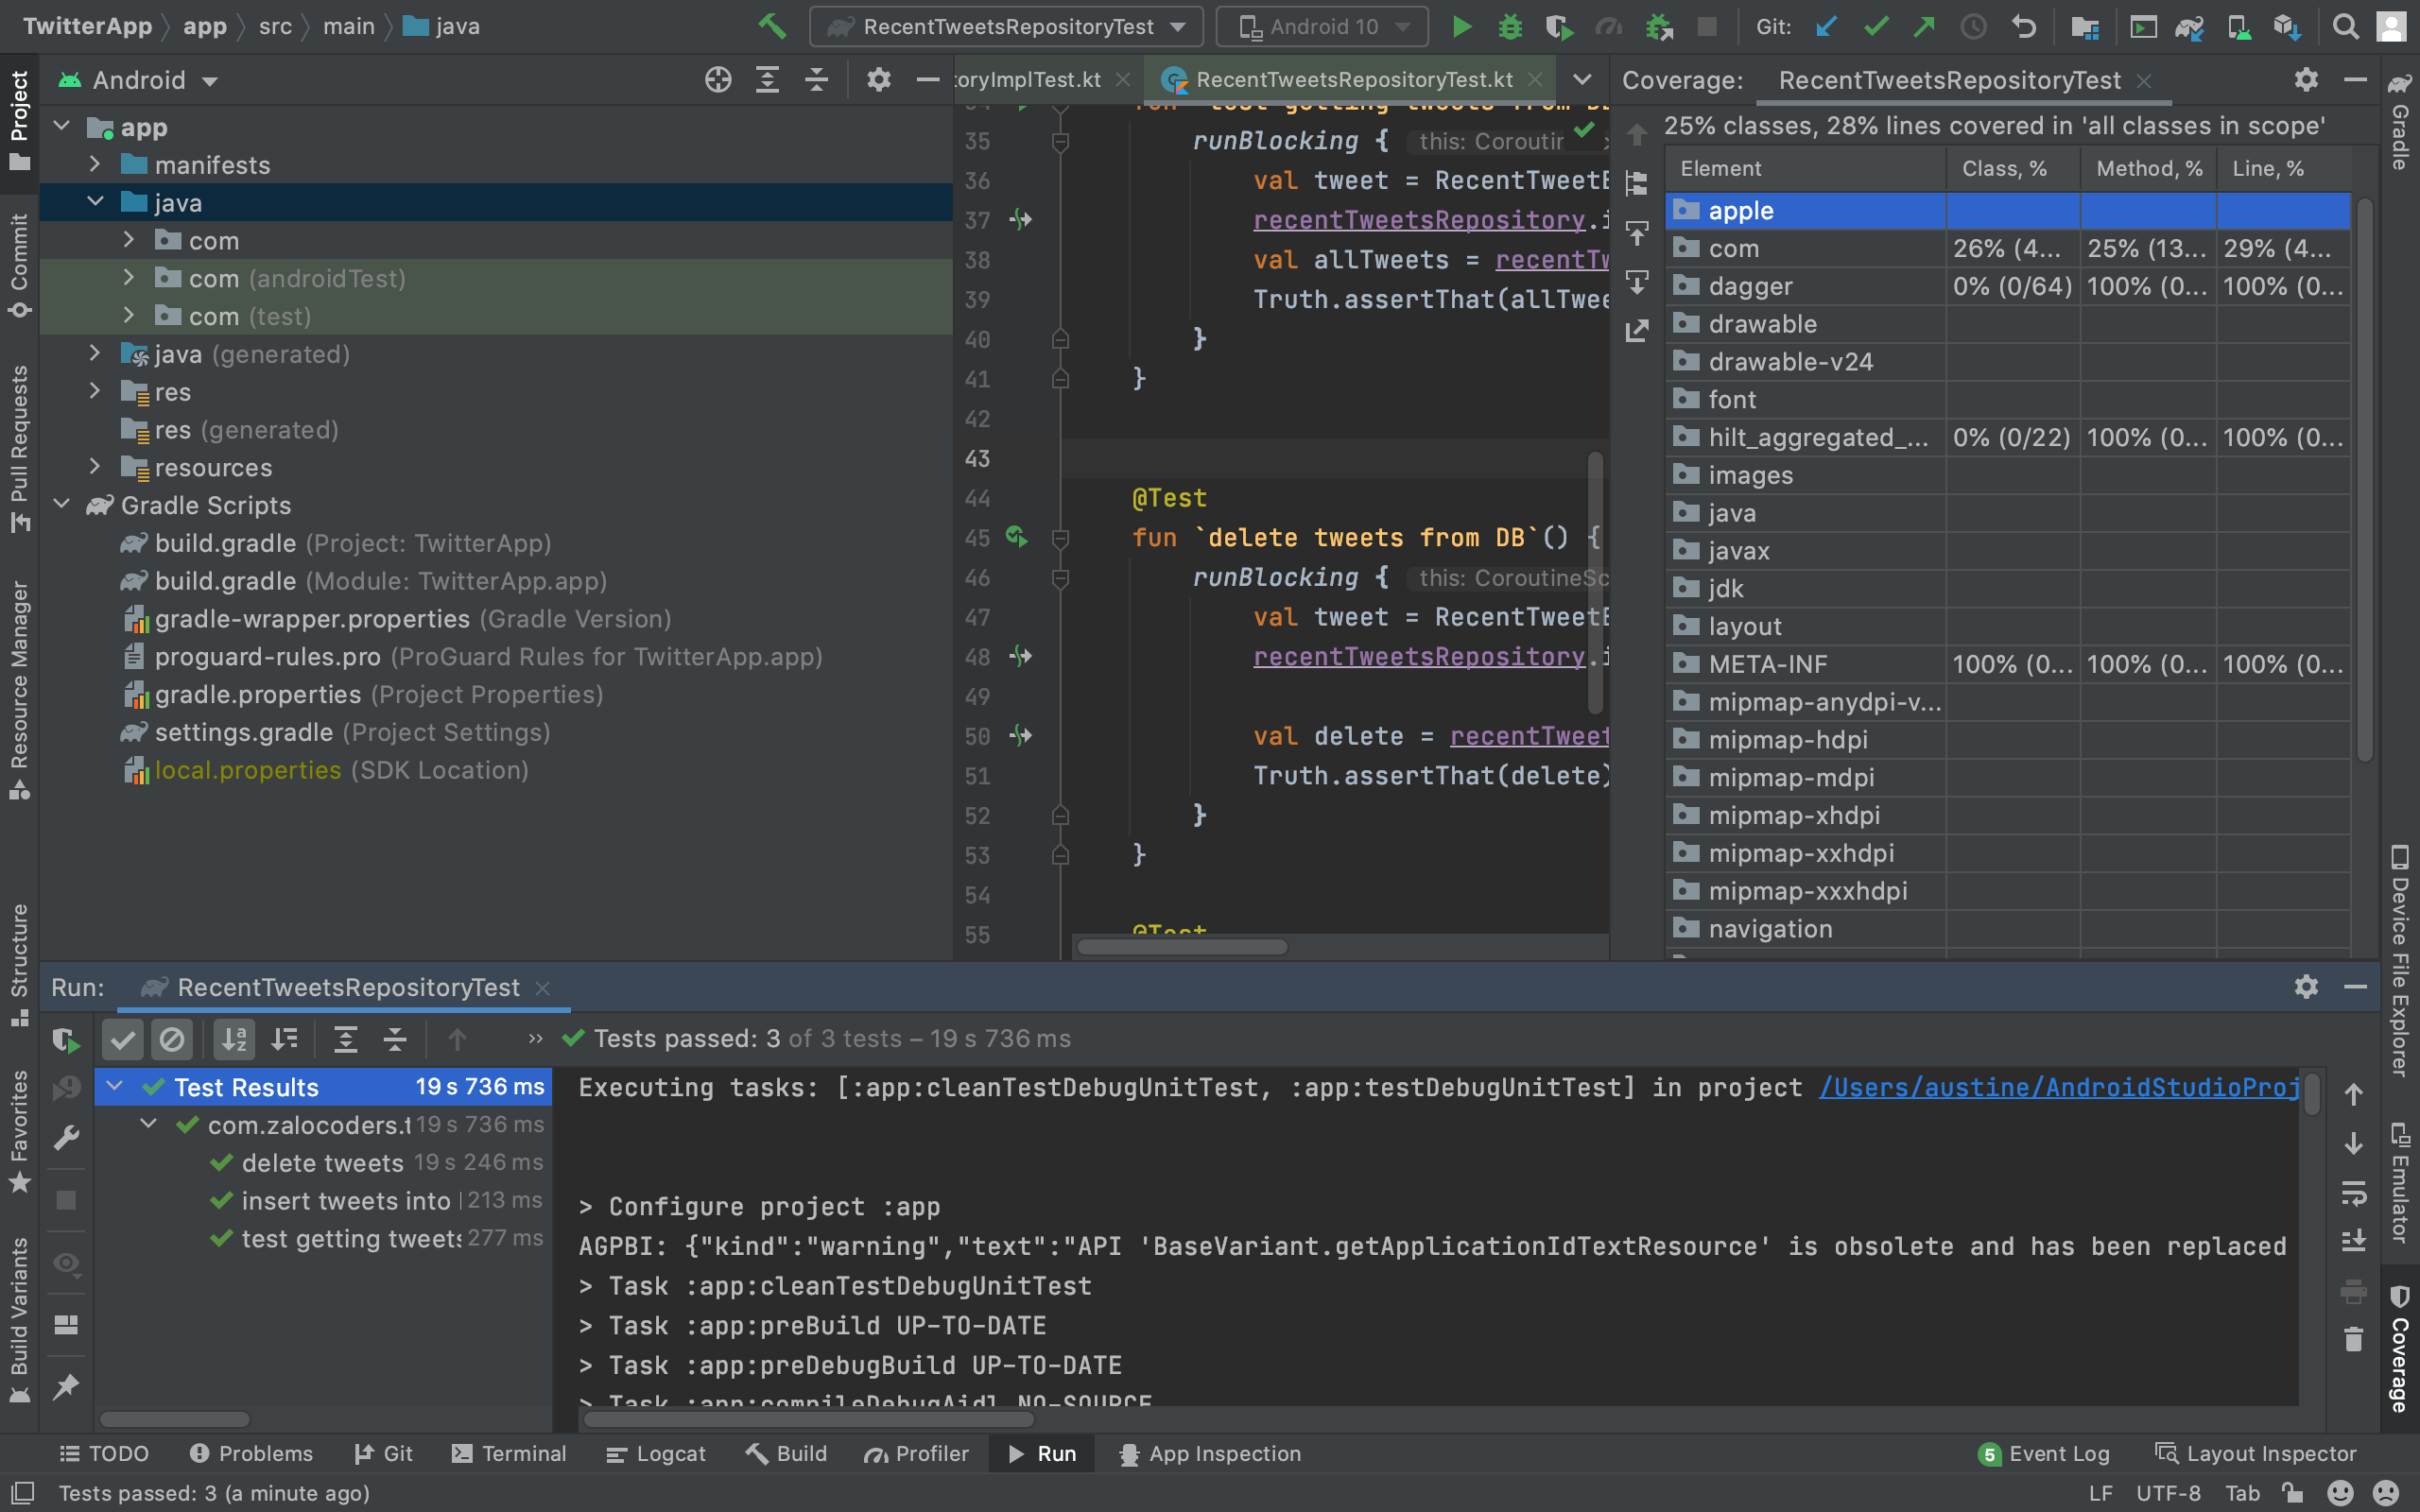 TwitterApp app src main java
RecentTweetsRepositoryTest
Android 10
Git:
Project
Commit
Pull Requests
Resource Manager
Structure
Favorites
Build Variants
Android
app
manifests
java
com
com (androidTest)
com (test)
java (generated)
res
res (generated)
resources
Gradle Scripts
build.gradle (Project: TwitterApp)
build.gradle (Module: TwitterApp.app)
gradle-wrapper.properties (Gradle Version)
proguard-rules.pro (ProGuard Rules for TwitterApp.app)
gradle.properties (Project Properties)
settings.gradle (Project Settings)
local.properties (SDK Location)
toryImplTest.kt
RecentTweetsRepositoryTest.kt
35 runBlocking { this: Coroutin
36 val tweet = RecentTweetE
37 recentTweetsRepository.i
38 val allTweets = recentTw
39 Truth.assertThat(allTwee
40 }
41 }
42
43
44 @Test
45 fun `delete tweets from DB`() {
46 runBlocking { this: CoroutineSc
47 val tweet = RecentTweetE
48 recentTweetsRepository.i
49
50 val delete = recentTweet
51 Truth.assertThat(delete)
52 }
53 }
54
55 @Test
Coverage: RecentTweetsRepositoryTest
25% classes, 28% lines covered in 'all classes in scope'
Element Class, % Method, % Line, %
apple
com 26% (4... 25% (13... 29% (4...
dagger 0% (0/64) 100% (0... 100% (0...
drawable
drawable-v24
font
hilt_aggregated_... 0% (0/22) 100% (0... 100% (0...
images
java
javax
jdk
layout
META-INF 100% (0... 100% (0... 100% (0...
mipmap-anydpi-v...
mipmap-hdpi
mipmap-mdpi
mipmap-xhdpi
mipmap-xxhdpi
mipmap-xxxhdpi
navigation
Gradle
Device File Explorer
Emulator
Coverage
Run: RecentTweetsRepositoryTest
Tests passed: 3 of 3 tests – 19 s 736 ms
Test Results 19 s 736 ms
com.zalocoders.t 19 s 736 ms
delete tweets 19 s 246 ms
insert tweets into 213 ms
test getting tweets 277 ms
Executing tasks: [:app:cleanTestDebugUnitTest, :app:testDebugUnitTest] in project /Users/austine/AndroidStudioProj
> Configure project :app
AGPBI: {"kind":"warning","text":"API 'BaseVariant.getApplicationIdTextResource' is obsolete and has been replaced
> Task :app:cleanTestDebugUnitTest
> Task :app:preBuild UP-TO-DATE
> Task :app:preDebugBuild UP-TO-DATE
> Task :app:compileDebugAidl NO-SOURCE
TODO Problems Git Terminal Logcat Build Profiler Run App Inspection 5 Event Log Layout Inspector
Tests passed: 3 (a minute ago) LF UTF-8 Tab